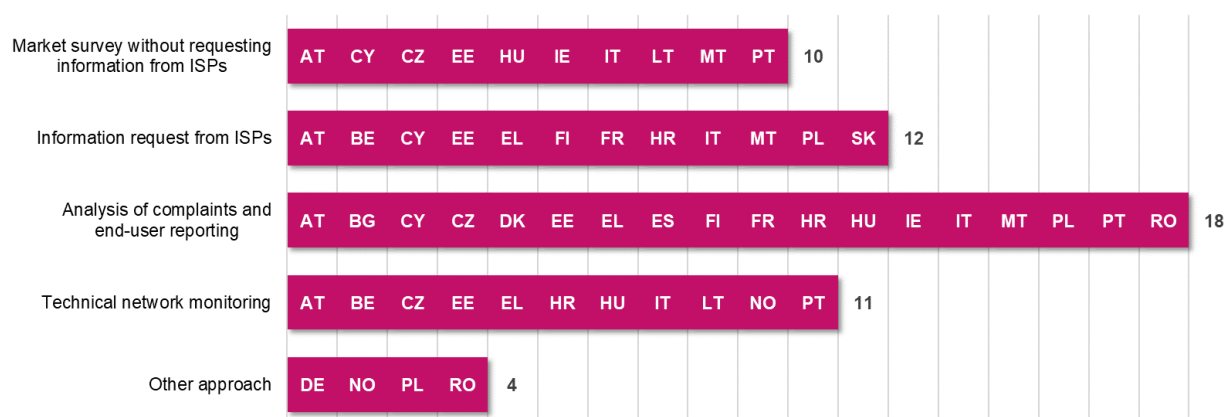 Market survey without requesting
information from ISPs
AT CY CZ EE HU IE IT LT MT PT 10
Information request from ISPs
AT BE CY EE EL FI FR HR IT MT PL SK 12
Analysis of complaints and
end-user reporting
AT BG CY CZ DK EE EL ES FI FR HR HU IE IT MT PL PT RO 18
Technical network monitoring
AT BE CZ EE EL HR HU IT LT NO PT 11
Other approach
DE NO PL RO 4